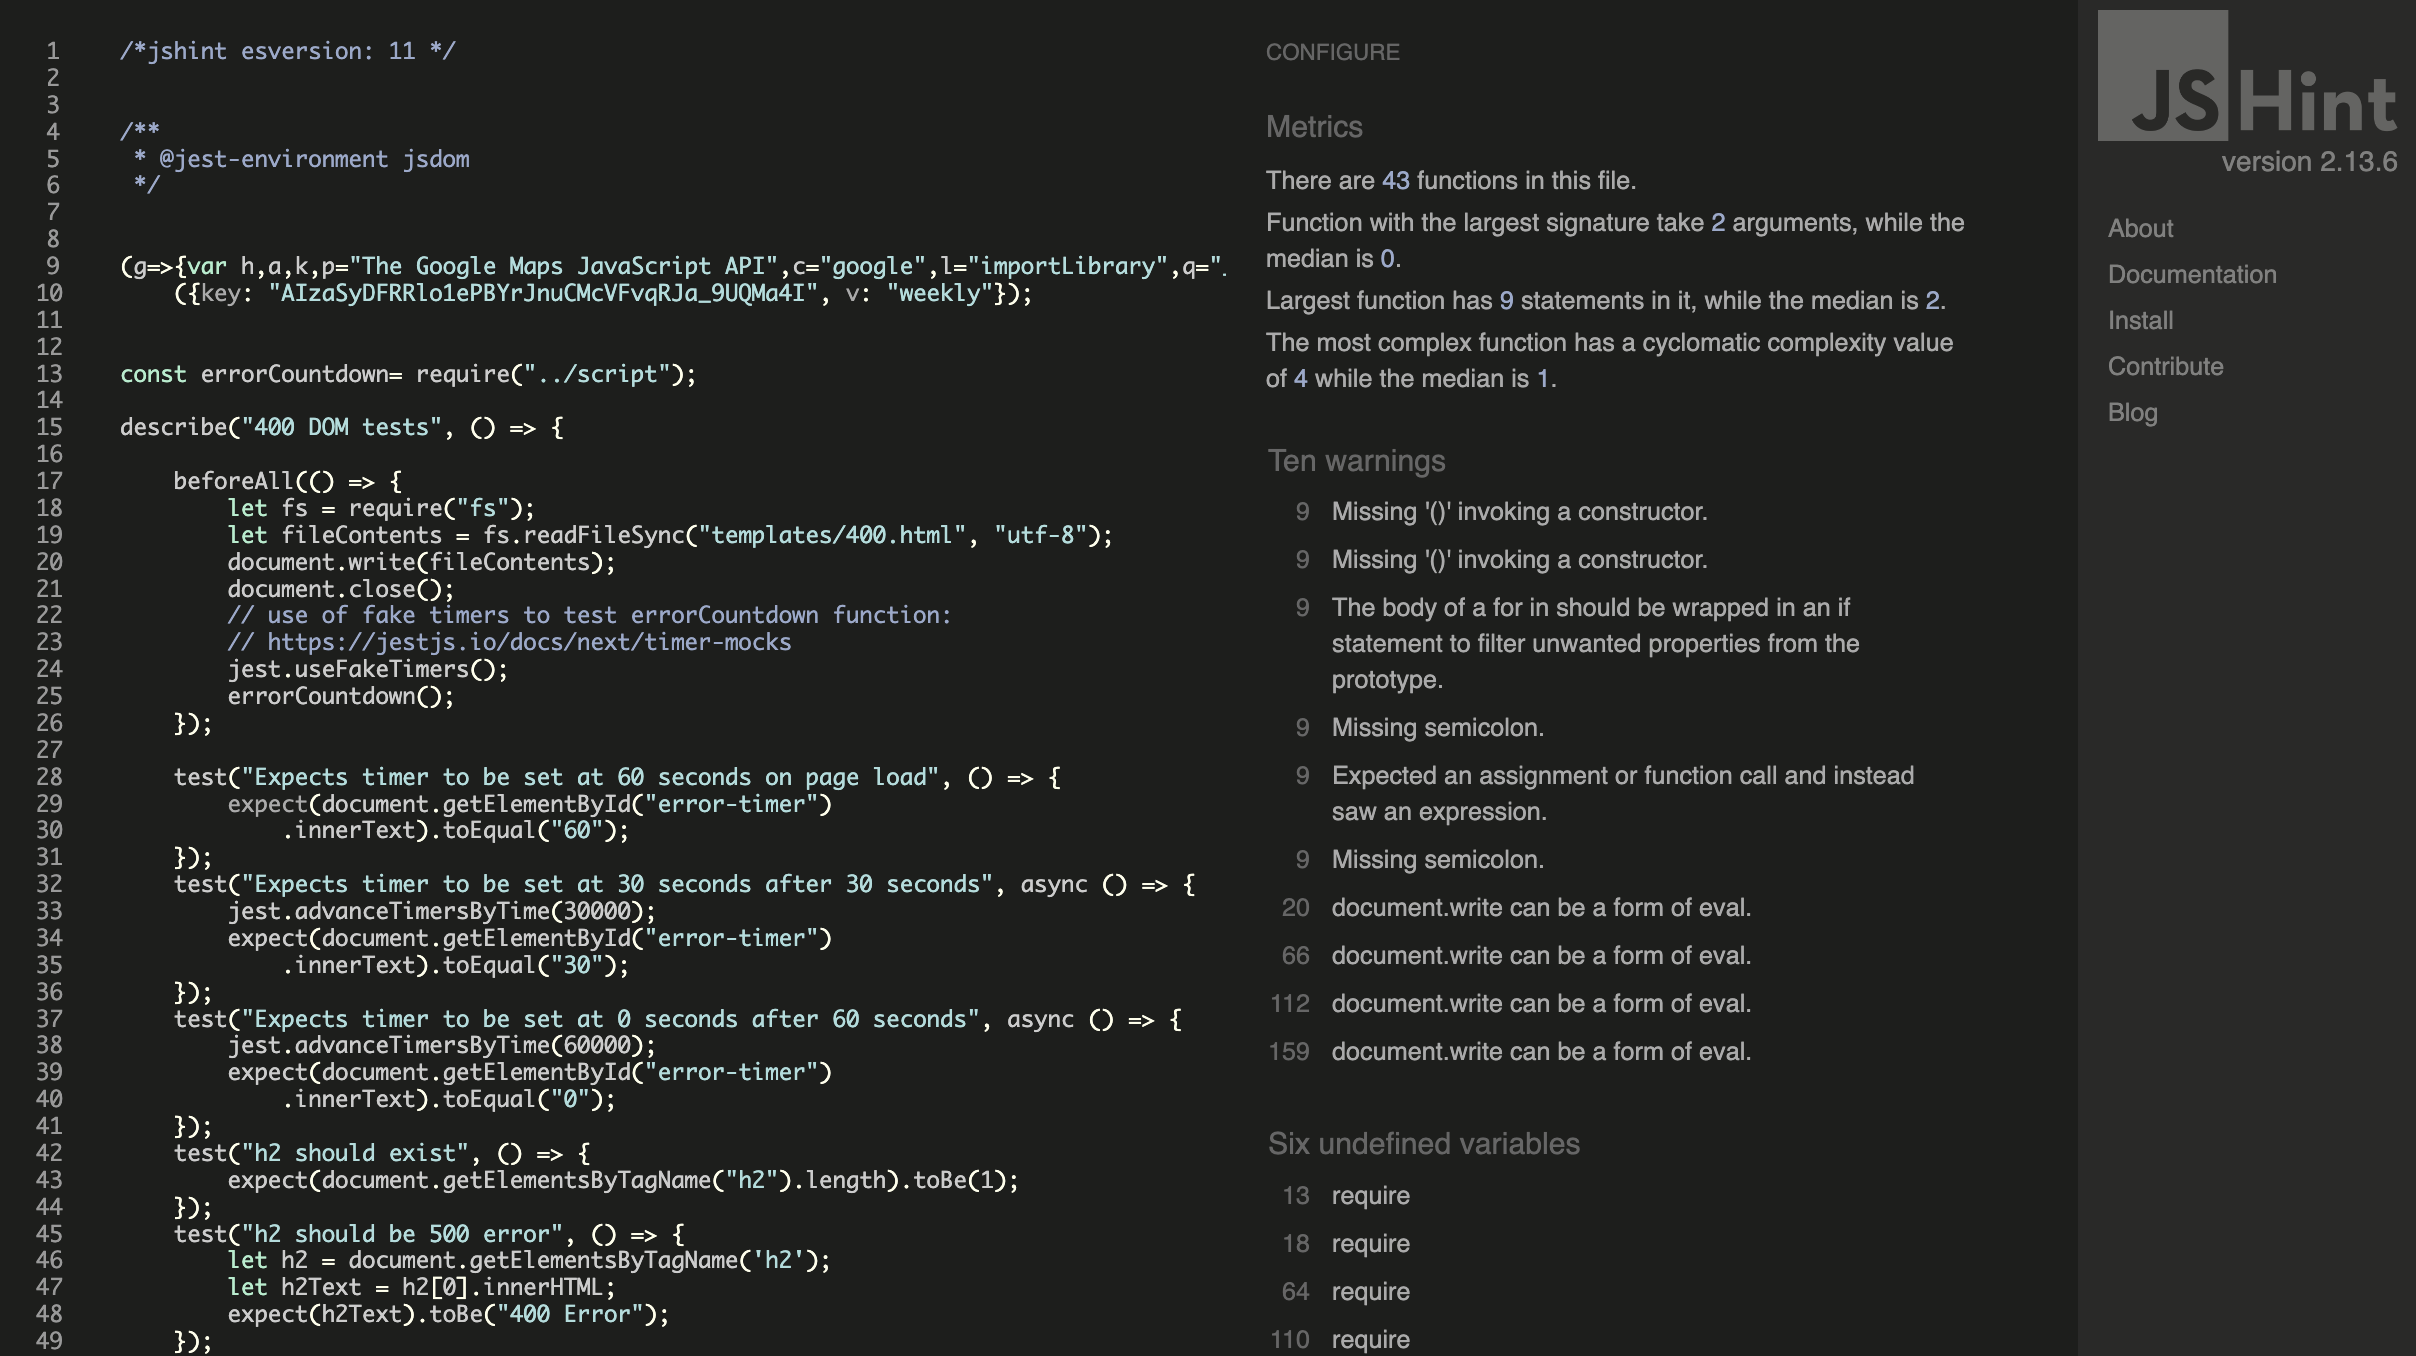 1 /*jshint esversion: 11 */
2
3
4 /**
5  * @jest-environment jsdom
6  */
7
8
9 (g=>{var h,a,k,p="The Google Maps JavaScript API",c="google",l="importLibrary",q="_
10     ({key: "AIzaSyDFRRlo1ePBYrJnuCMcVFvqRJa_9UQMa4I", v: "weekly"});
11
12
13 const errorCountdown= require("../script");
14
15 describe("400 DOM tests", () => {
16
17     beforeAll(() => {
18         let fs = require("fs");
19         let fileContents = fs.readFileSync("templates/400.html", "utf-8");
20         document.write(fileContents);
21         document.close();
22         // use of fake timers to test errorCountdown function:
23         // https://jestjs.io/docs/next/timer-mocks
24         jest.useFakeTimers();
25         errorCountdown();
26     });
27
28     test("Expects timer to be set at 60 seconds on page load", () => {
29         expect(document.getElementById("error-timer")
30             .innerText).toEqual("60");
31     });
32     test("Expects timer to be set at 30 seconds after 30 seconds", async () => {
33         jest.advanceTimersByTime(30000);
34         expect(document.getElementById("error-timer")
35             .innerText).toEqual("30");
36     });
37     test("Expects timer to be set at 0 seconds after 60 seconds", async () => {
38         jest.advanceTimersByTime(60000);
39         expect(document.getElementById("error-timer")
40             .innerText).toEqual("0");
41     });
42     test("h2 should exist", () => {
43         expect(document.getElementsByTagName("h2").length).toBe(1);
44     });
45     test("h2 should be 500 error", () => {
46         let h2 = document.getElementsByTagName('h2');
47         let h2Text = h2[0].innerHTML;
48         expect(h2Text).toBe("400 Error");
49     });
CONFIGURE
Metrics
There are 43 functions in this file.
Function with the largest signature take 2 arguments, while the
median is 0.
Largest function has 9 statements in it, while the median is 2.
The most complex function has a cyclomatic complexity value
of 4 while the median is 1.
Ten warnings
9 Missing '()' invoking a constructor.
9 Missing '()' invoking a constructor.
9 The body of a for in should be wrapped in an if
statement to filter unwanted properties from the
prototype.
9 Missing semicolon.
9 Expected an assignment or function call and instead
saw an expression.
9 Missing semicolon.
20 document.write can be a form of eval.
66 document.write can be a form of eval.
112 document.write can be a form of eval.
159 document.write can be a form of eval.
Six undefined variables
13 require
18 require
64 require
110 require
JSHint
version 2.13.6
About
Documentation
Install
Contribute
Blog